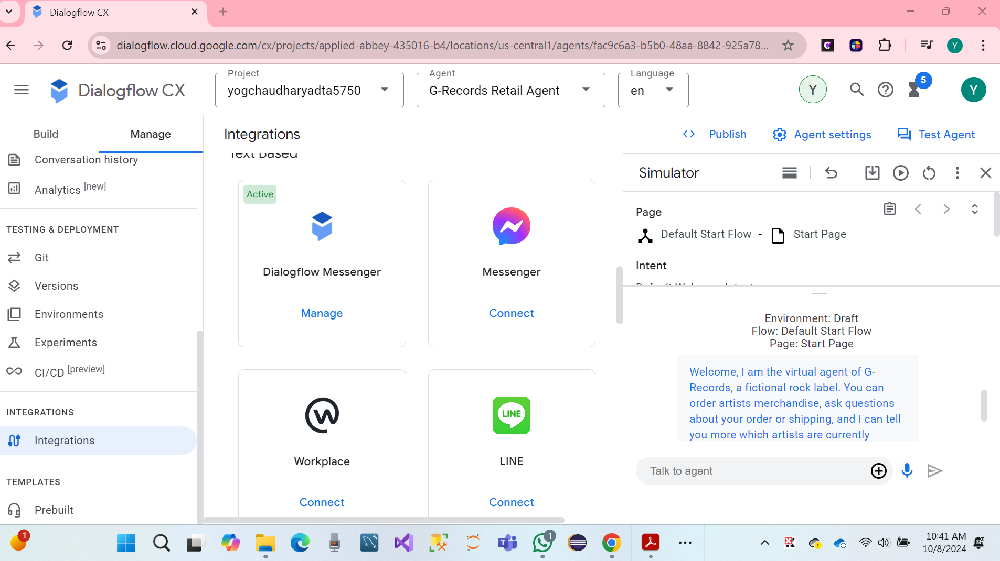 Dialogflow CX
dialogflow.cloud.google.com/cx/projects/applied-abbey-435016-b4/locations/us-central1/agents/fac9c6a3-b5b0-48aa-8842-925a78...
Y
Dialogflow CX
Project
yogchaudharyadta5750
Agent
G-Records Retail Agent
Language
en
Y
5
Y
Build
Manage
Integrations
Publish
Agent settings
Test Agent
Conversation history
Analytics [new]
TESTING & DEPLOYMENT
Git
Versions
Environments
Experiments
CI/CD [preview]
INTEGRATIONS
Integrations
TEMPLATES
Prebuilt
Text Based
Active
Dialogflow Messenger
Manage
Messenger
Connect
Workplace
Connect
LINE
LINE
Connect
Simulator
Page
Default Start Flow - Start Page
Intent
Default Welcome Intent
Environment: Draft
Flow: Default Start Flow
Page: Start Page
Welcome, I am the virtual agent of G-
Records, a fictional rock label. You can
order artists merchandise, ask questions
about your order or shipping, and I can tell
you more which artists are currently
Talk to agent
1
1
10:41 AM
10/8/2024